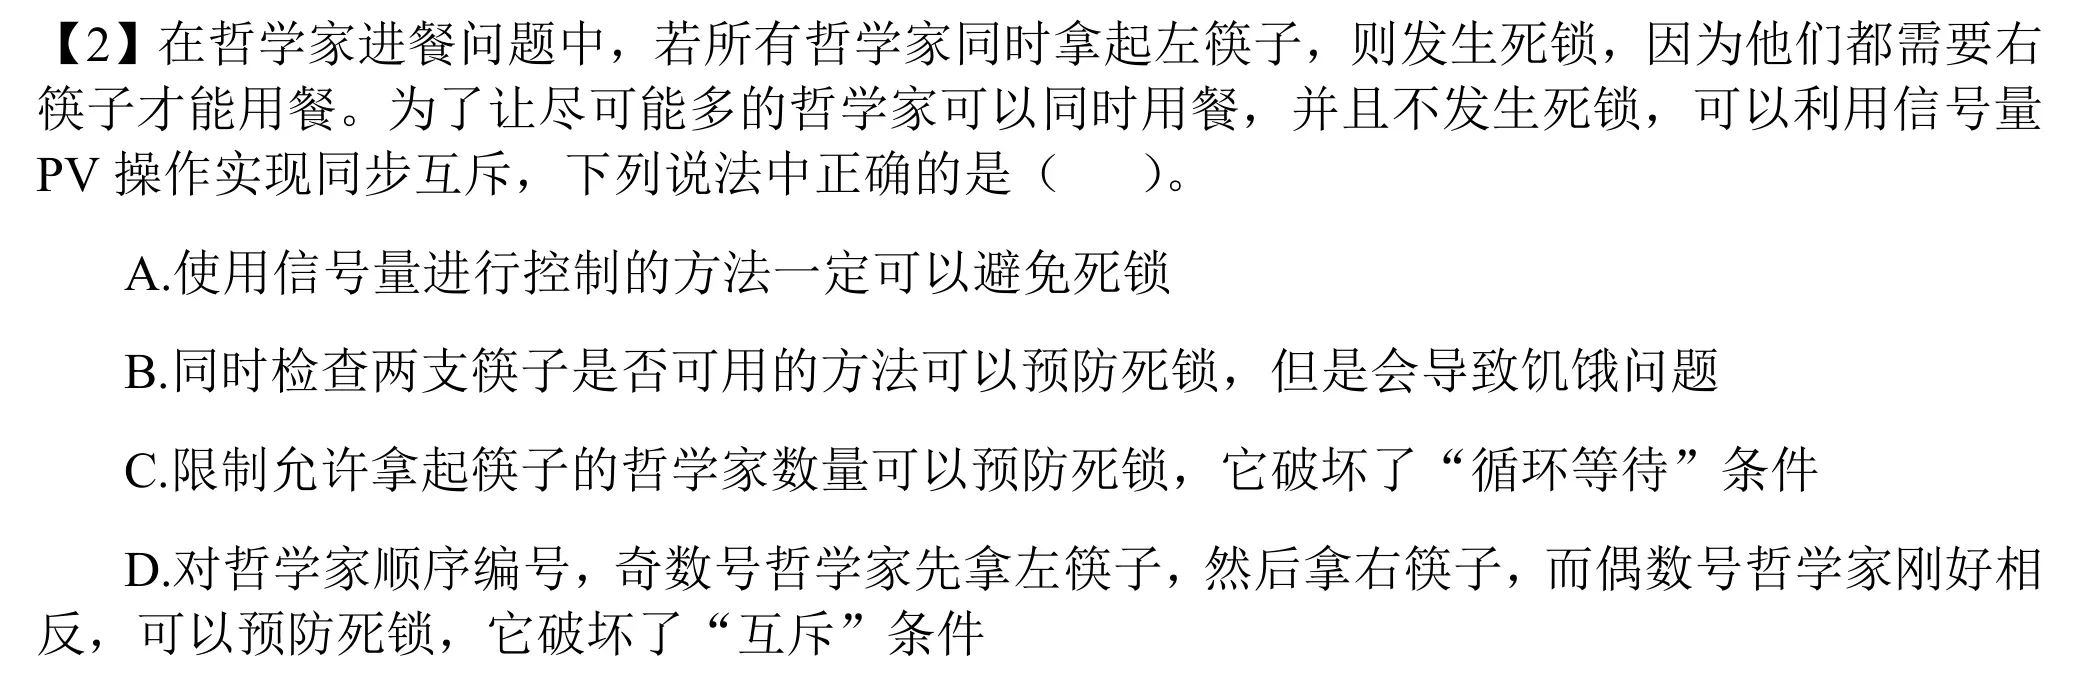 【2】在哲学家进餐问题中，若所有哲学家同时拿起左筷子，则发生死锁，因为他们都需要右
筷子才能用餐。为了让尽可能多的哲学家可以同时用餐，并且不发生死锁，可以利用信号量
PV 操作实现同步互斥，下列说法中正确的是（    ）。
A.使用信号量进行控制的方法一定可以避免死锁
B.同时检查两支筷子是否可用的方法可以预防死锁，但是会导致饥饿问题
C.限制允许拿起筷子的哲学家数量可以预防死锁，它破坏了“循环等待”条件
D.对哲学家顺序编号，奇数号哲学家先拿左筷子，然后拿右筷子，而偶数号哲学家刚好相
反，可以预防死锁，它破坏了“互斥”条件